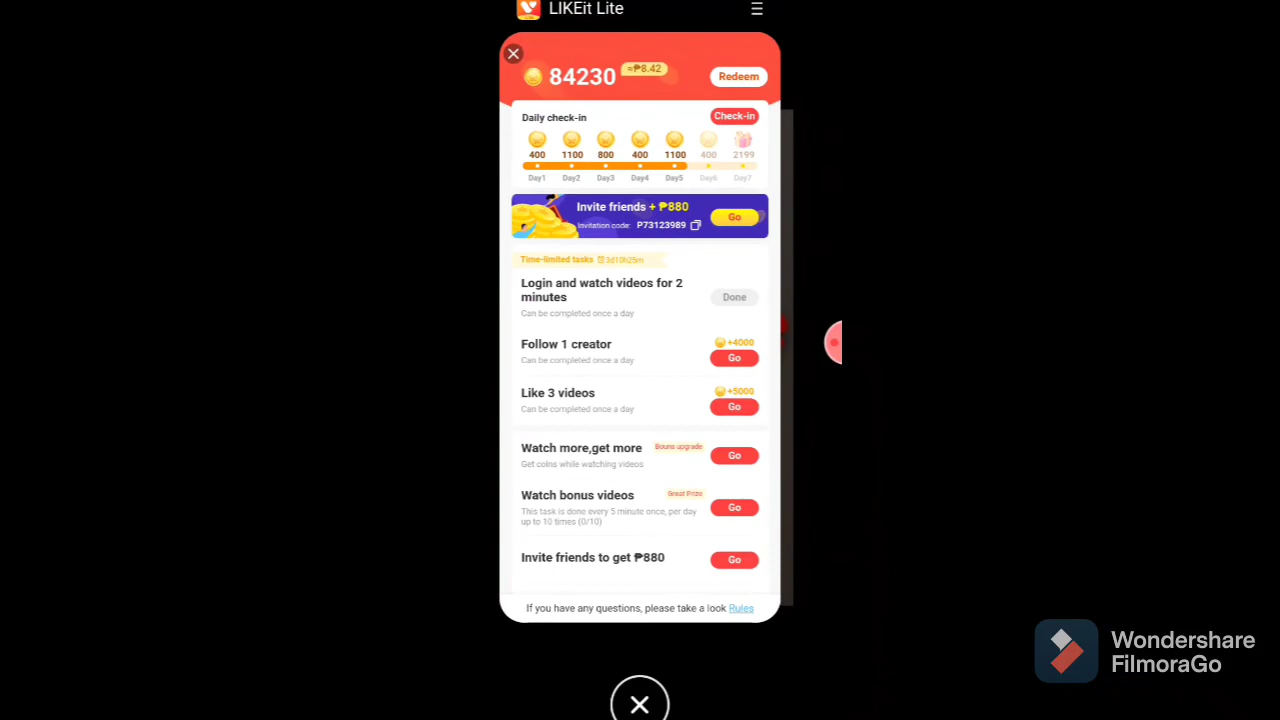 LIKEit Lite
84230
≈₱8.42
Redeem
Daily check-in
Check-in
400 1100 800 400 1100 400 2199
Day1 Day2 Day3 Day4 Day5 Day6 Day7
Invite friends + ₱880
Invitation code: P73123989
Go
Time-limited tasks 3d10h25m
Login and watch videos for 2
minutes
Done
Can be completed once a day
Follow 1 creator
+4000
Can be completed once a day
Go
Like 3 videos
+5000
Can be completed once a day
Go
Watch more,get more
Bouns upgrade
Get coins while watching videos
Go
Watch bonus videos
Great Prize
This task is done every 5 minute once, per day
up to 10 times (0/10)
Go
Invite friends to get ₱880
Go
If you have any questions, please take a look Rules
Wondershare
FilmoraGo